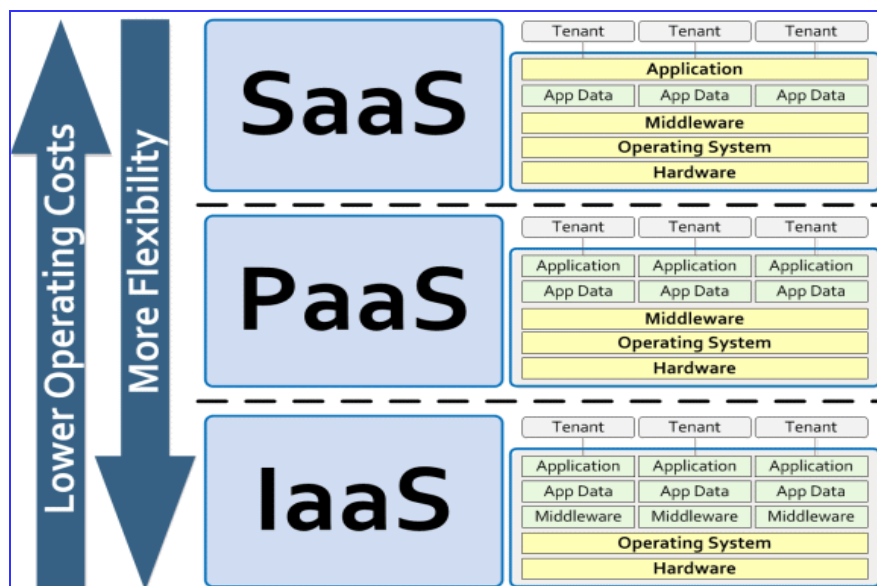 Lower Operating Costs
More Flexibility
SaaS
Tenant Tenant Tenant
Application
App Data App Data App Data
Middleware
Operating System
Hardware
PaaS
Tenant Tenant Tenant
Application Application Application
App Data App Data App Data
Middleware
Operating System
Hardware
IaaS
Tenant Tenant Tenant
Application Application Application
App Data App Data App Data
Middleware Middleware Middleware
Operating System
Hardware